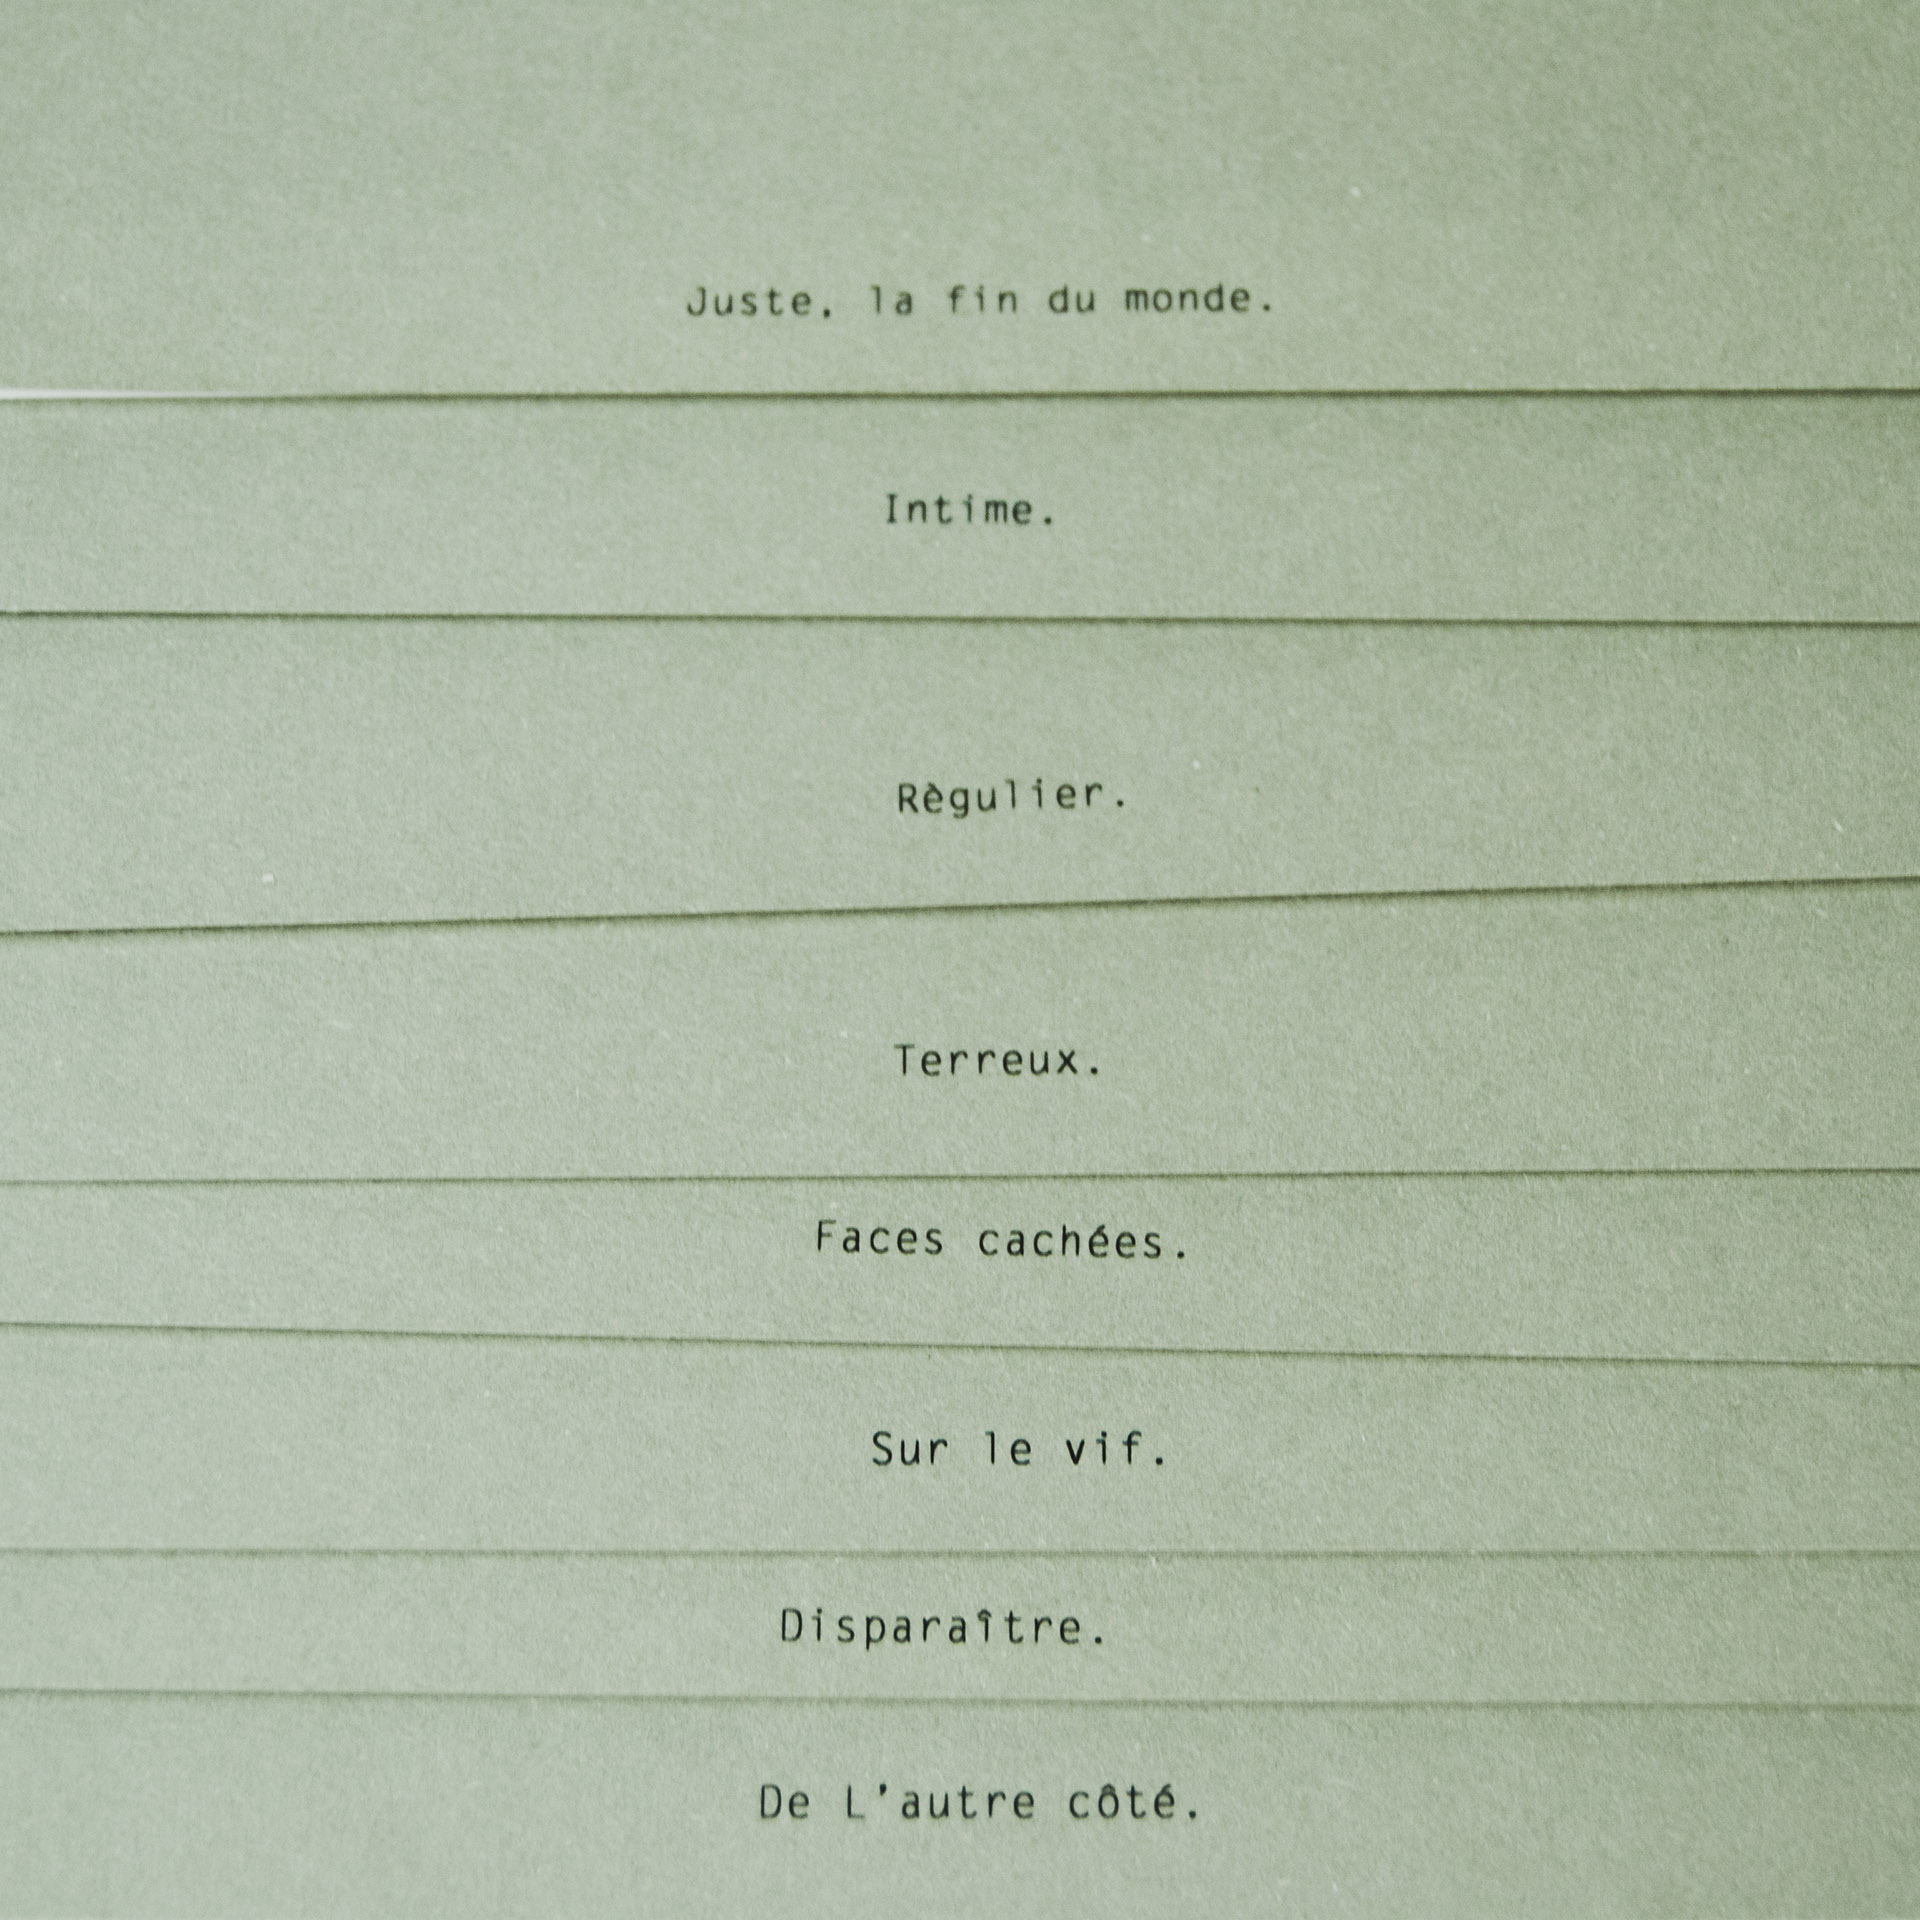 Juste, la fin du monde.
Intime.
Règulier.
Terreux.
Faces cachées.
Sur le vif.
Disparaître.
De L'autre côté.